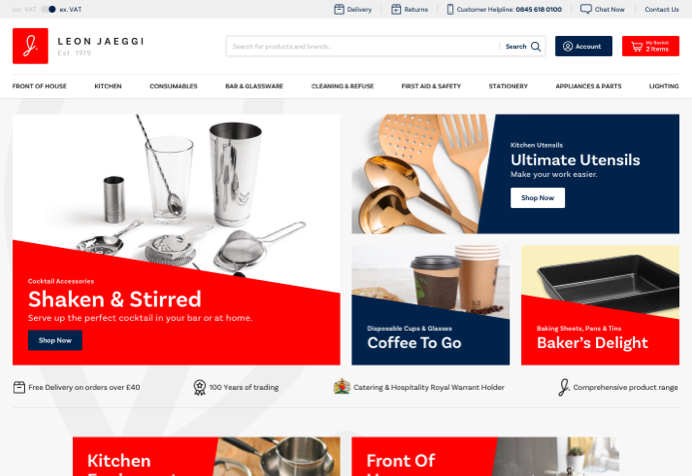 inc. VAT ex. VAT Delivery Returns Customer Helpline: 0845 618 0100 Chat Now Contact Us
LEON JAEGGI
Est. 1919
Search for products and brands... Search Account My Basket
2 Items
FRONT OF HOUSE KITCHEN CONSUMABLES BAR & GLASSWARE CLEANING & REFUSE FIRST AID & SAFETY STATIONERY APPLIANCES & PARTS LIGHTING
Kitchen Utensils
Ultimate Utensils
Make your work easier.
Shop Now
Cocktail Accessories
Shaken & Stirred
Serve up the perfect cocktail in your bar or at home.
Shop Now
Disposable Cups & Glasses
Coffee To Go
Baking Sheets, Pans & Tins
Baker's Delight
Free Delivery on orders over £40 100 Years of trading Catering & Hospitality Royal Warrant Holder Comprehensive product range
Kitchen
Front Of